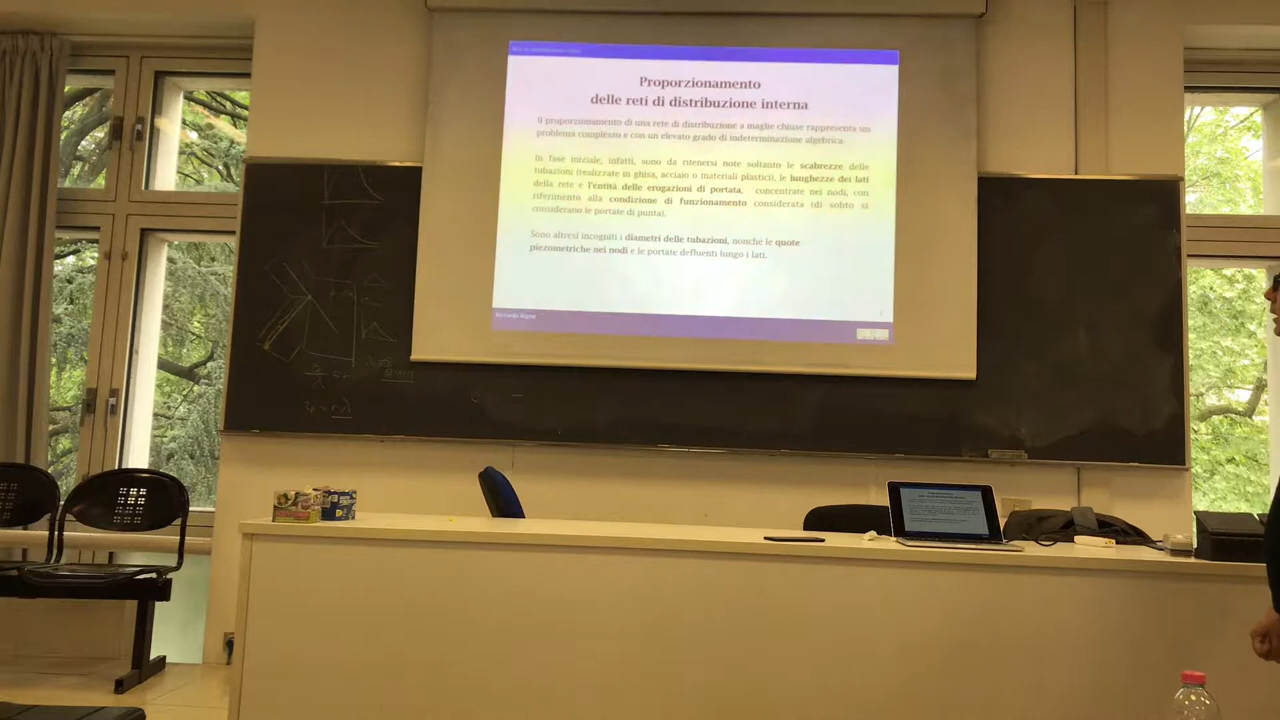 Proporzionamento
delle reti di distribuzione interna
Il proporzionamento di una rete di distribuzione a maglie chiuse rappresenta un
problema complesso e con un elevato grado di indeterminazione algebrica.
In fase iniziale, infatti, sono da ritenersi note soltanto le scabrezze delle
tubazioni (realizzate in ghisa, acciaio o materiali plastici), le lunghezze dei lati
della rete e l'entità delle erogazioni di portata, concentrate nei nodi, con
riferimento alla condizione di funzionamento considerata (di solito si
considerano le portate di punta).
Sono altresì incogniti i diametri delle tubazioni, nonché le quote
piezometriche nei nodi e le portate defluenti lungo i lati.
Riccardo Rigon